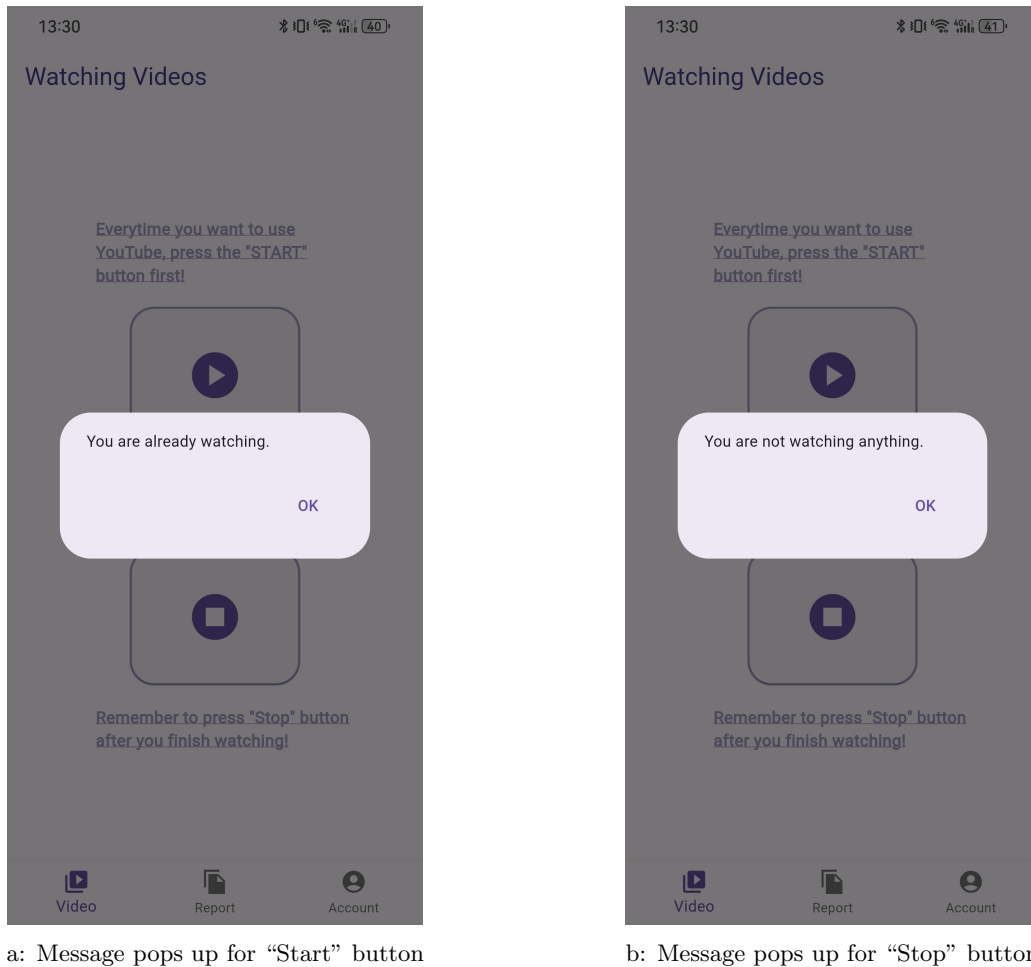 13:30
6 4G 40
Watching Videos
Everytime you want to use
YouTube, press the "START"
button first!
You are already watching.
OK
Remember to press "Stop" button
after you finish watching!
Video Report Account
a: Message pops up for “Start” button
13:30
6 4G 41
Watching Videos
Everytime you want to use
YouTube, press the "START"
button first!
You are not watching anything.
OK
Remember to press "Stop" button
after you finish watching!
Video Report Account
b: Message pops up for “Stop” button